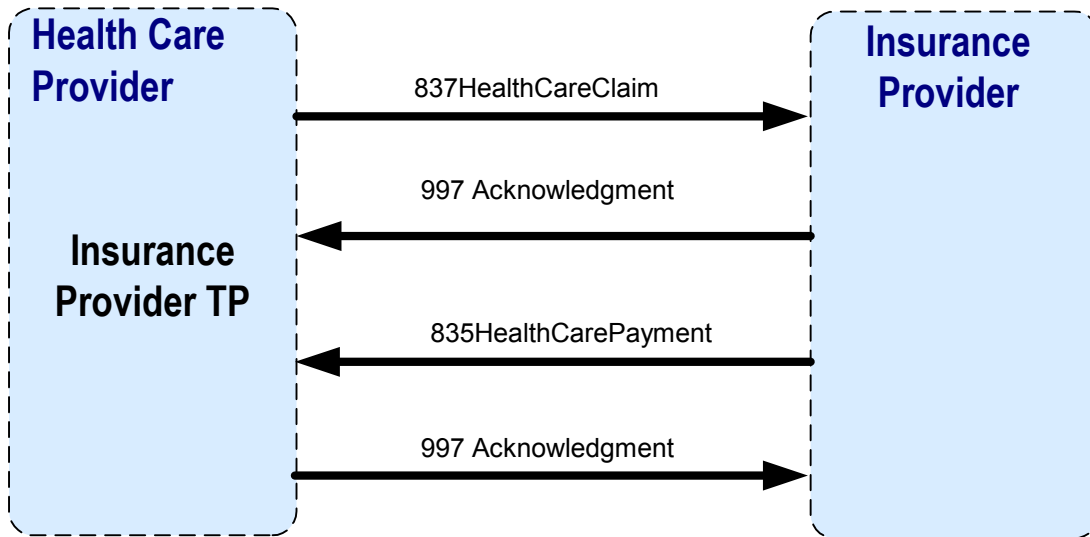 Health Care
Provider
Insurance
Provider
837HealthCareClaim
997 Acknowledgment
Insurance
Provider TP
835HealthCarePayment
997 Acknowledgment